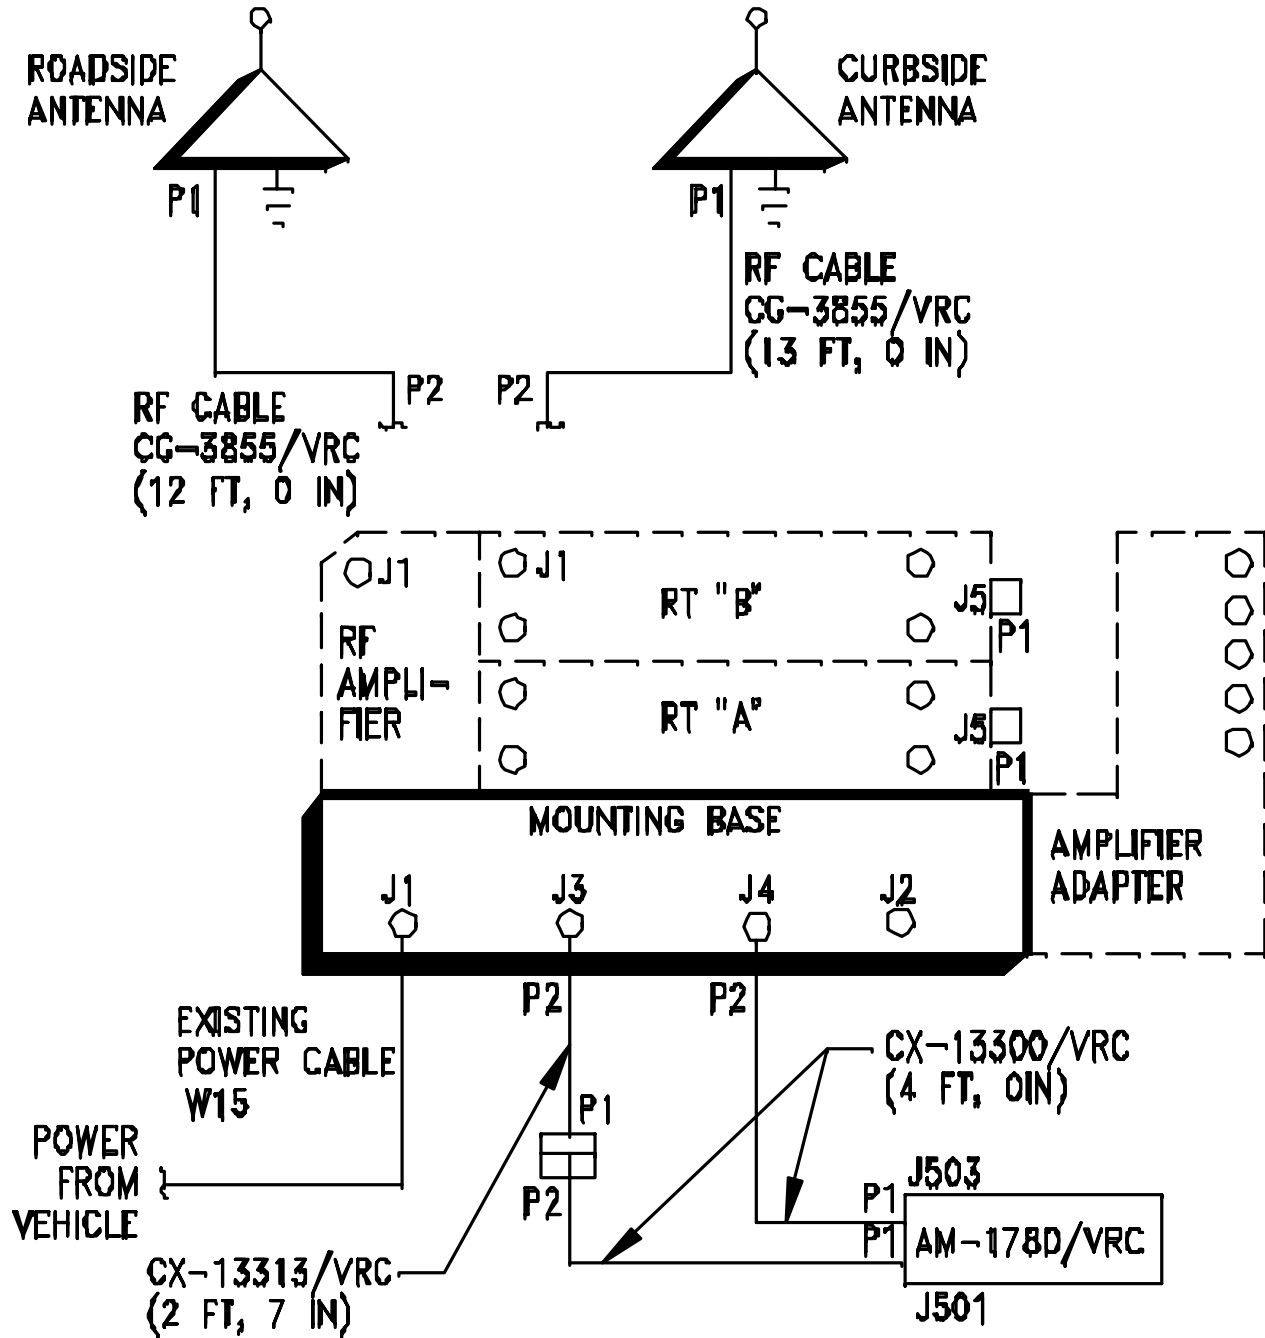 ROADSIDE
ANTENNA
CURBSIDE
ANTENNA
P1
P1
RF CABLE
CG-3855/VRC
(13 FT, 0 IN)
P2
P2
RF CABLE
CG-3855/VRC
(12 FT, 0 IN)
J1
J1
RT "B"
J5
P1
RF
AMPLI-
FIER
RT "A"
J5
P1
MOUNTING BASE
AMPLIFIER
ADAPTER
J1
J3
J4
J2
P2
P2
EXISTING
POWER CABLE
W15
CX-13300/VRC
(4 FT, 0IN)
P1
POWER
FROM
VEHICLE
P2
J503
P1
P1
AM-178D/VRC
J501
CX-13313/VRC
(2 FT, 7 IN)